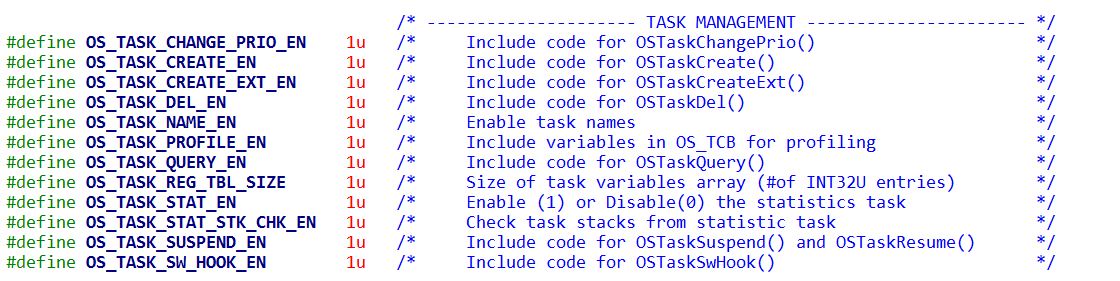 /* --------------------- TASK MANAGEMENT ---------------------- */
#define OS_TASK_CHANGE_PRIO_EN    1u   /*     Include code for OSTaskChangePrio()                      */
#define OS_TASK_CREATE_EN         1u   /*     Include code for OSTaskCreate()                          */
#define OS_TASK_CREATE_EXT_EN     1u   /*     Include code for OSTaskCreateExt()                       */
#define OS_TASK_DEL_EN            1u   /*     Include code for OSTaskDel()                             */
#define OS_TASK_NAME_EN           1u   /*     Enable task names                                        */
#define OS_TASK_PROFILE_EN        1u   /*     Include variables in OS_TCB for profiling                */
#define OS_TASK_QUERY_EN          1u   /*     Include code for OSTaskQuery()                           */
#define OS_TASK_REG_TBL_SIZE      1u   /*     Size of task variables array (#of INT32U entries)        */
#define OS_TASK_STAT_EN           1u   /*     Enable (1) or Disable(0) the statistics task             */
#define OS_TASK_STAT_STK_CHK_EN   1u   /*     Check task stacks from statistic task                    */
#define OS_TASK_SUSPEND_EN        1u   /*     Include code for OSTaskSuspend() and OSTaskResume()      */
#define OS_TASK_SW_HOOK_EN        1u   /*     Include code for OSTaskSwHook()                          */